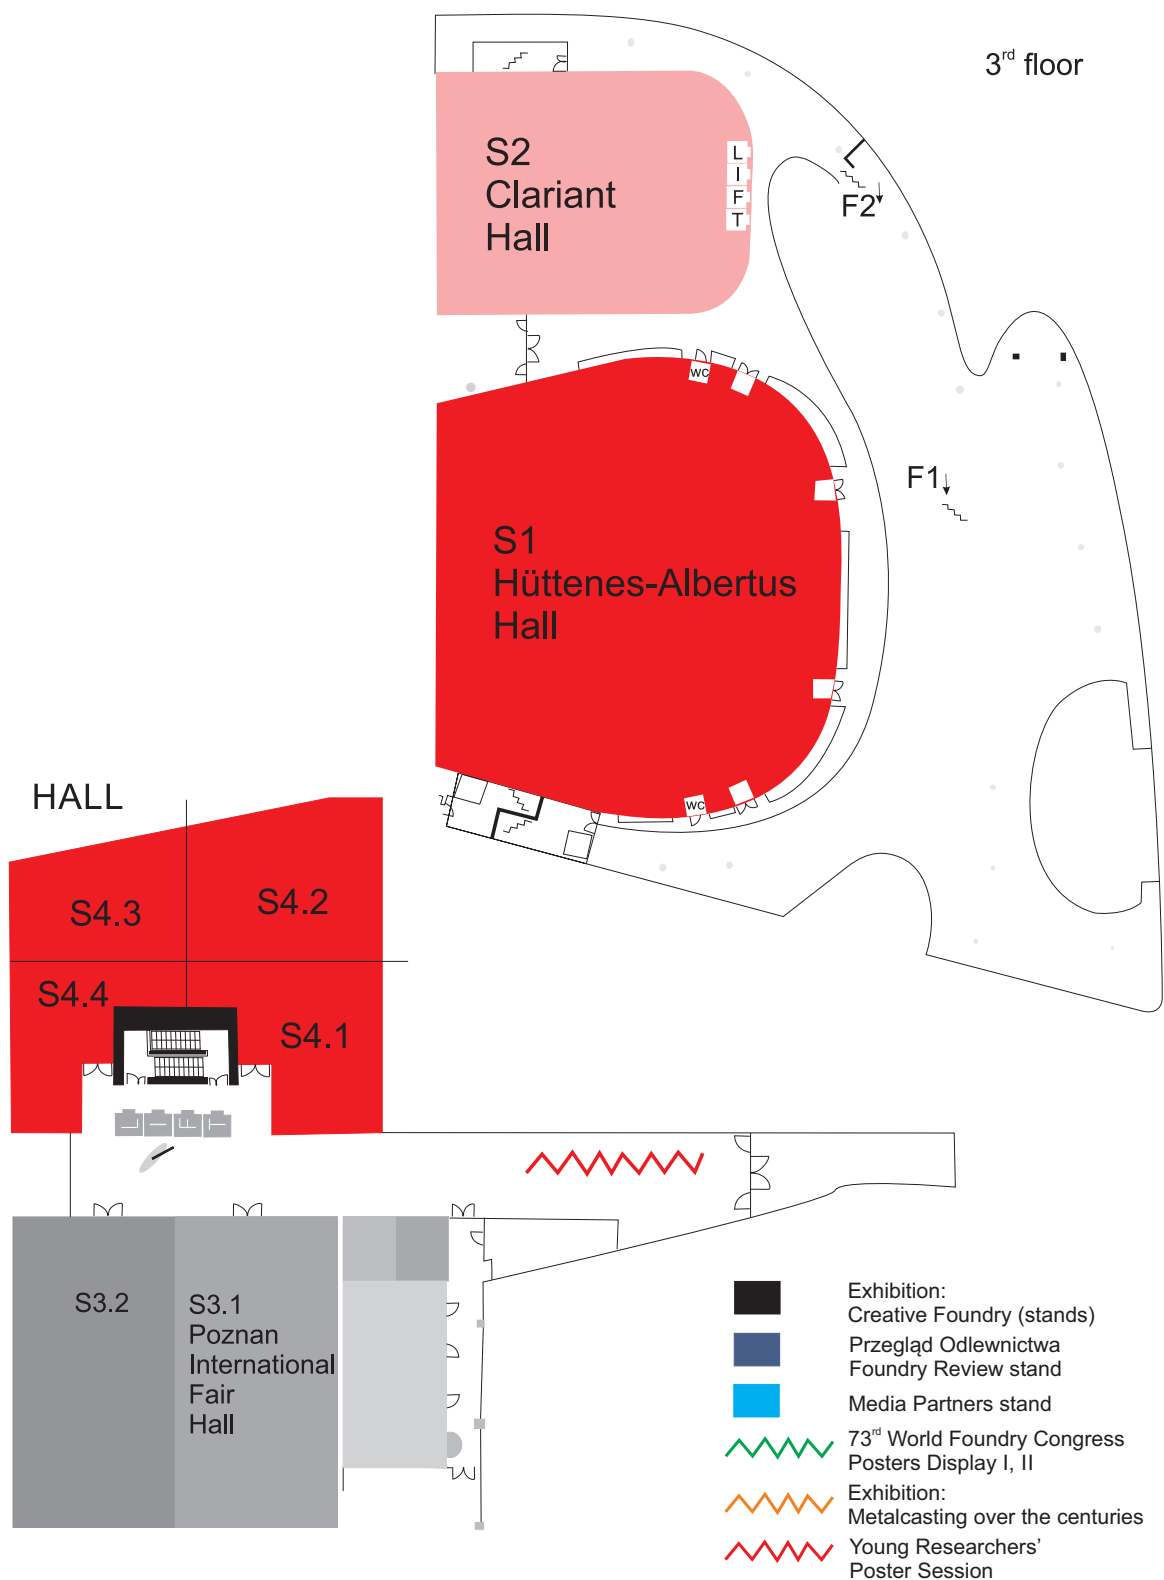 3rd floor
S2
Clariant
Hall
L
I
F
T
F2
wc
F1
S1
Hüttenes-Albertus
Hall
wc
HALL
S4.3
S4.2
S4.4
S4.1
S3.2
S3.1
Poznan
International
Fair
Hall
Exhibition:
Creative Foundry (stands)
Przegląd Odlewnictwa
Foundry Review stand
Media Partners stand
73rd World Foundry Congress
Posters Display I, II
Exhibition:
Metalcasting over the centuries
Young Researchers’
Poster Session